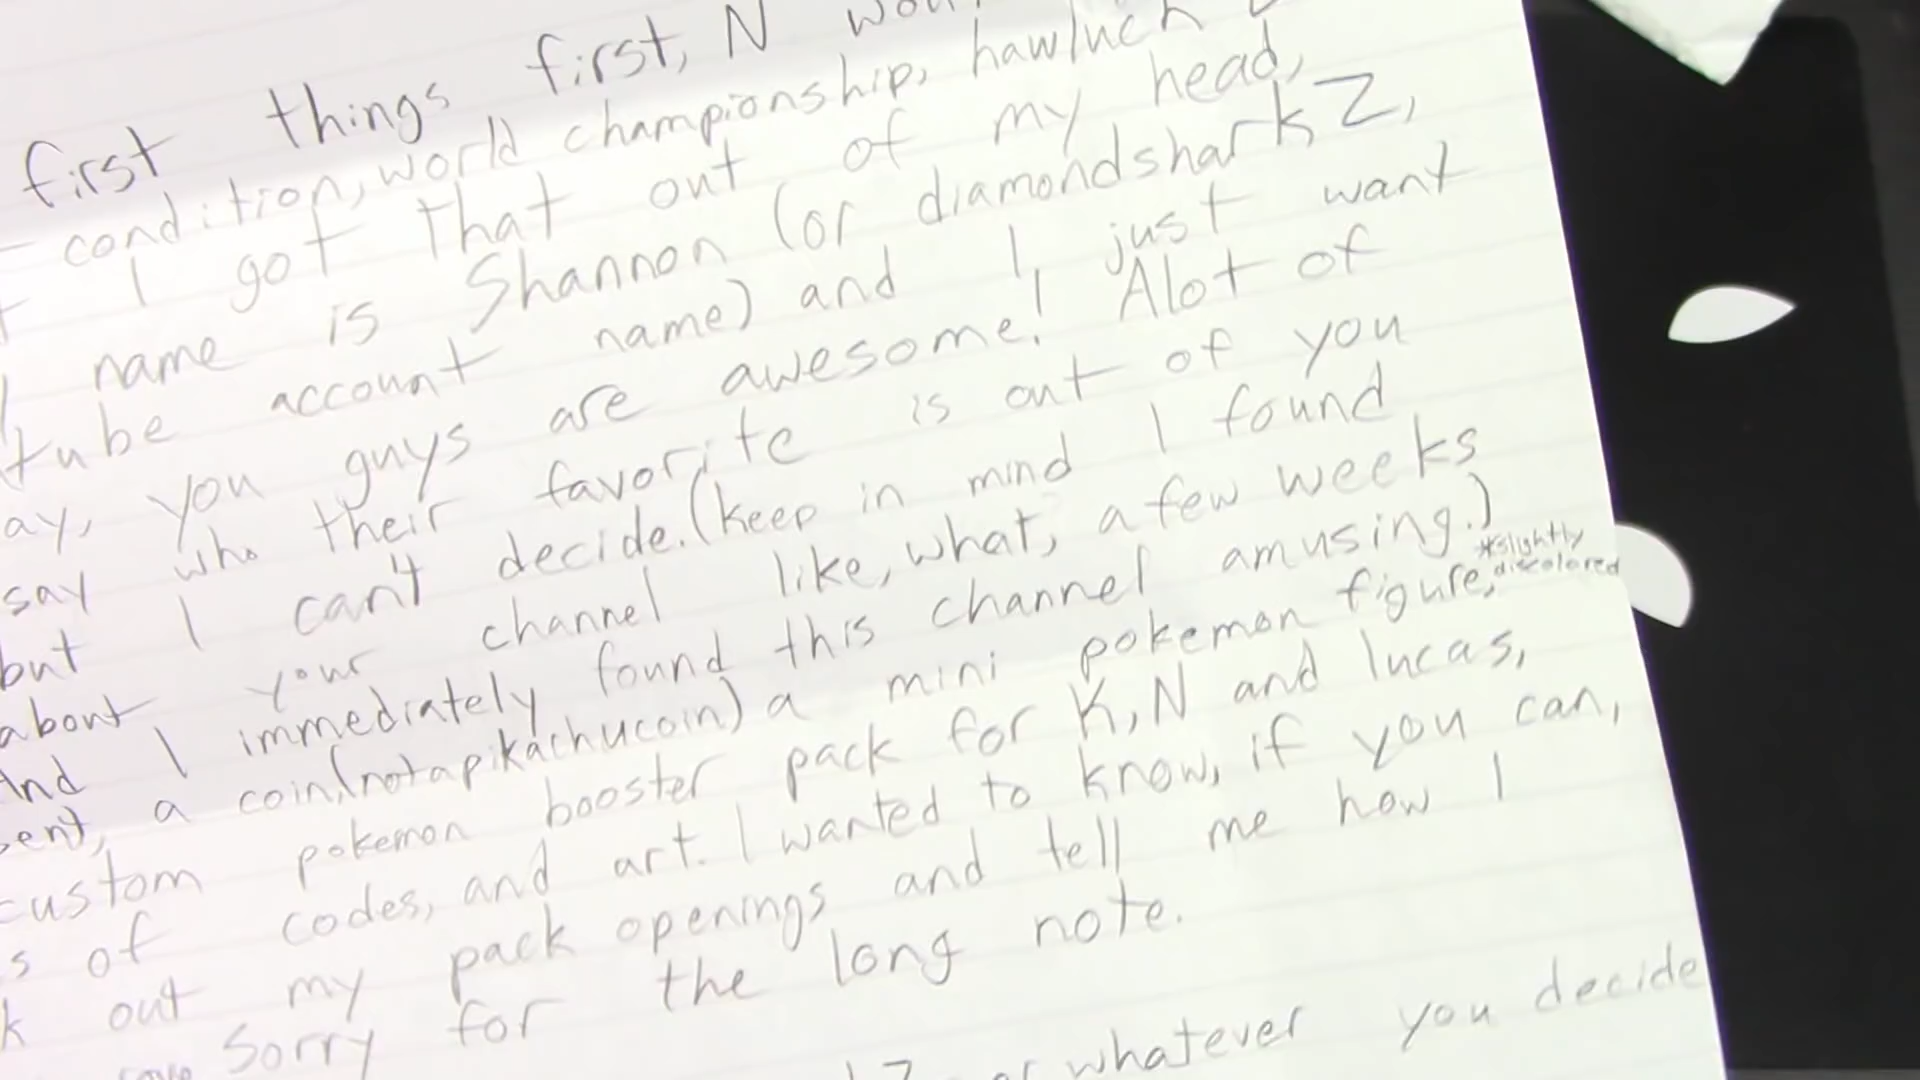 first things first, N
condition, world championship, hawluch
I got that out of my head,
name is Shannon (or diamondsharkZ,
tube account name) and I, just want
ay, you guys are awesome! Alot of
say who their favorite is out of you
but I can't decide. (keep in mind I found
about your channel like, what, a few weeks
And I immediately found this channel amusing.)
sent), a coin, (not a pikachu coin) a mini pokemon figure, *slightly discolored
custom pokemon booster pack for K, N and lucas,
s of codes, and art. I wanted to know, if you can,
k out my pack openings and tell me how I
Sorry for the long note.
or whatever you decide